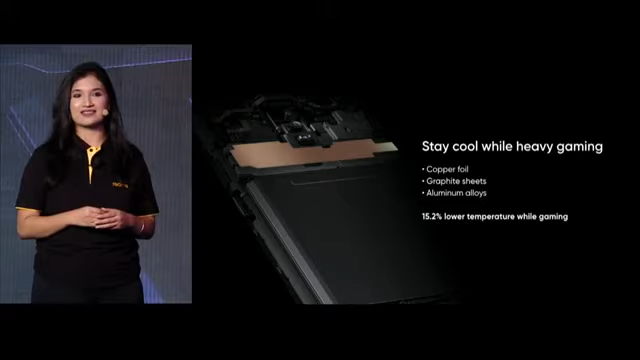 Stay cool while heavy gaming
• Copper foil
• Graphite sheets
• Aluminum alloys
15.2% lower temperature while gaming